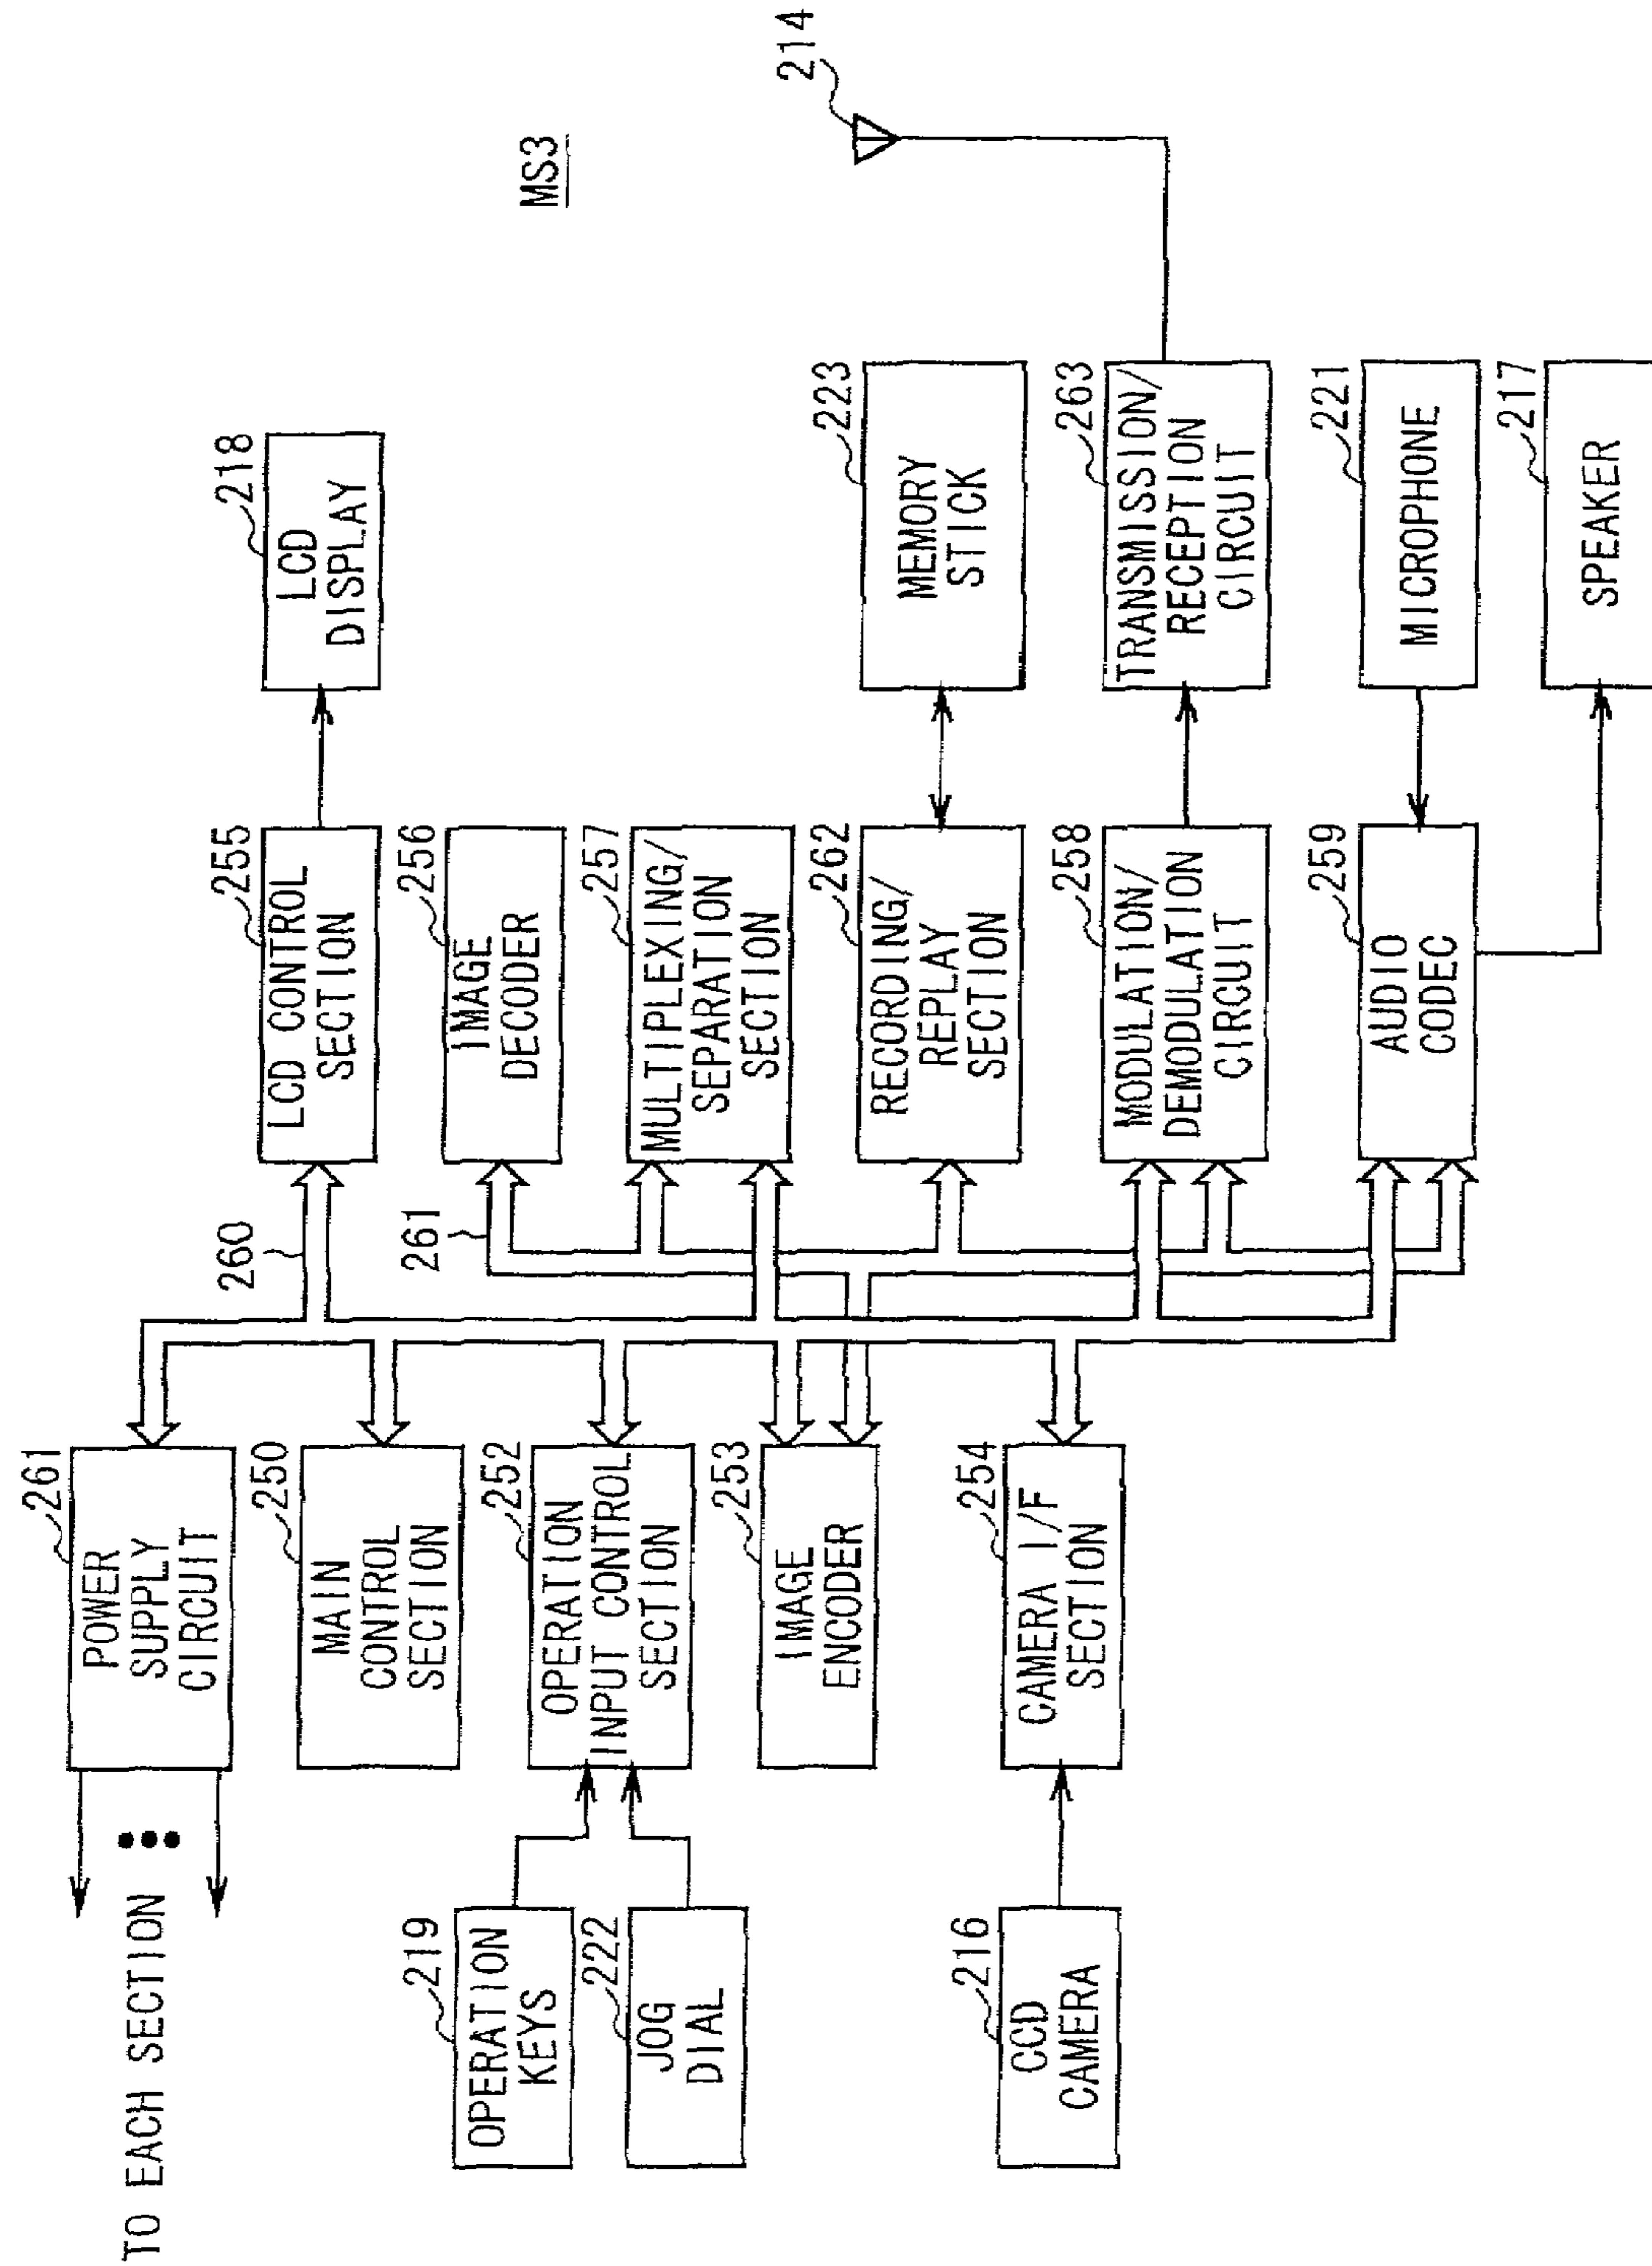 MS3
214
TO EACH SECTION
261
POWER
SUPPLY
CIRCUIT
260
255
LCD CONTROL
SECTION
218
LCD
DISPLAY
250
MAIN
CONTROL
SECTION
261
256
IMAGE
DECODER
219
OPERATION
KEYS
222
JOG
DIAL
252
OPERATION
INPUT CONTROL
SECTION
257
MULTIPLEXING/
SEPARATION
SECTION
253
IMAGE
ENCODER
262
RECORDING/
REPLAY
SECTION
223
MEMORY
STICK
216
CCD
CAMERA
254
CAMERA I/F
SECTION
258
MODULATION/
DEMODULATION
CIRCUIT
263
TRANSMISSION/
RECEPTION
CIRCUIT
259
AUDIO
CODEC
221
MICROPHONE
217
SPEAKER